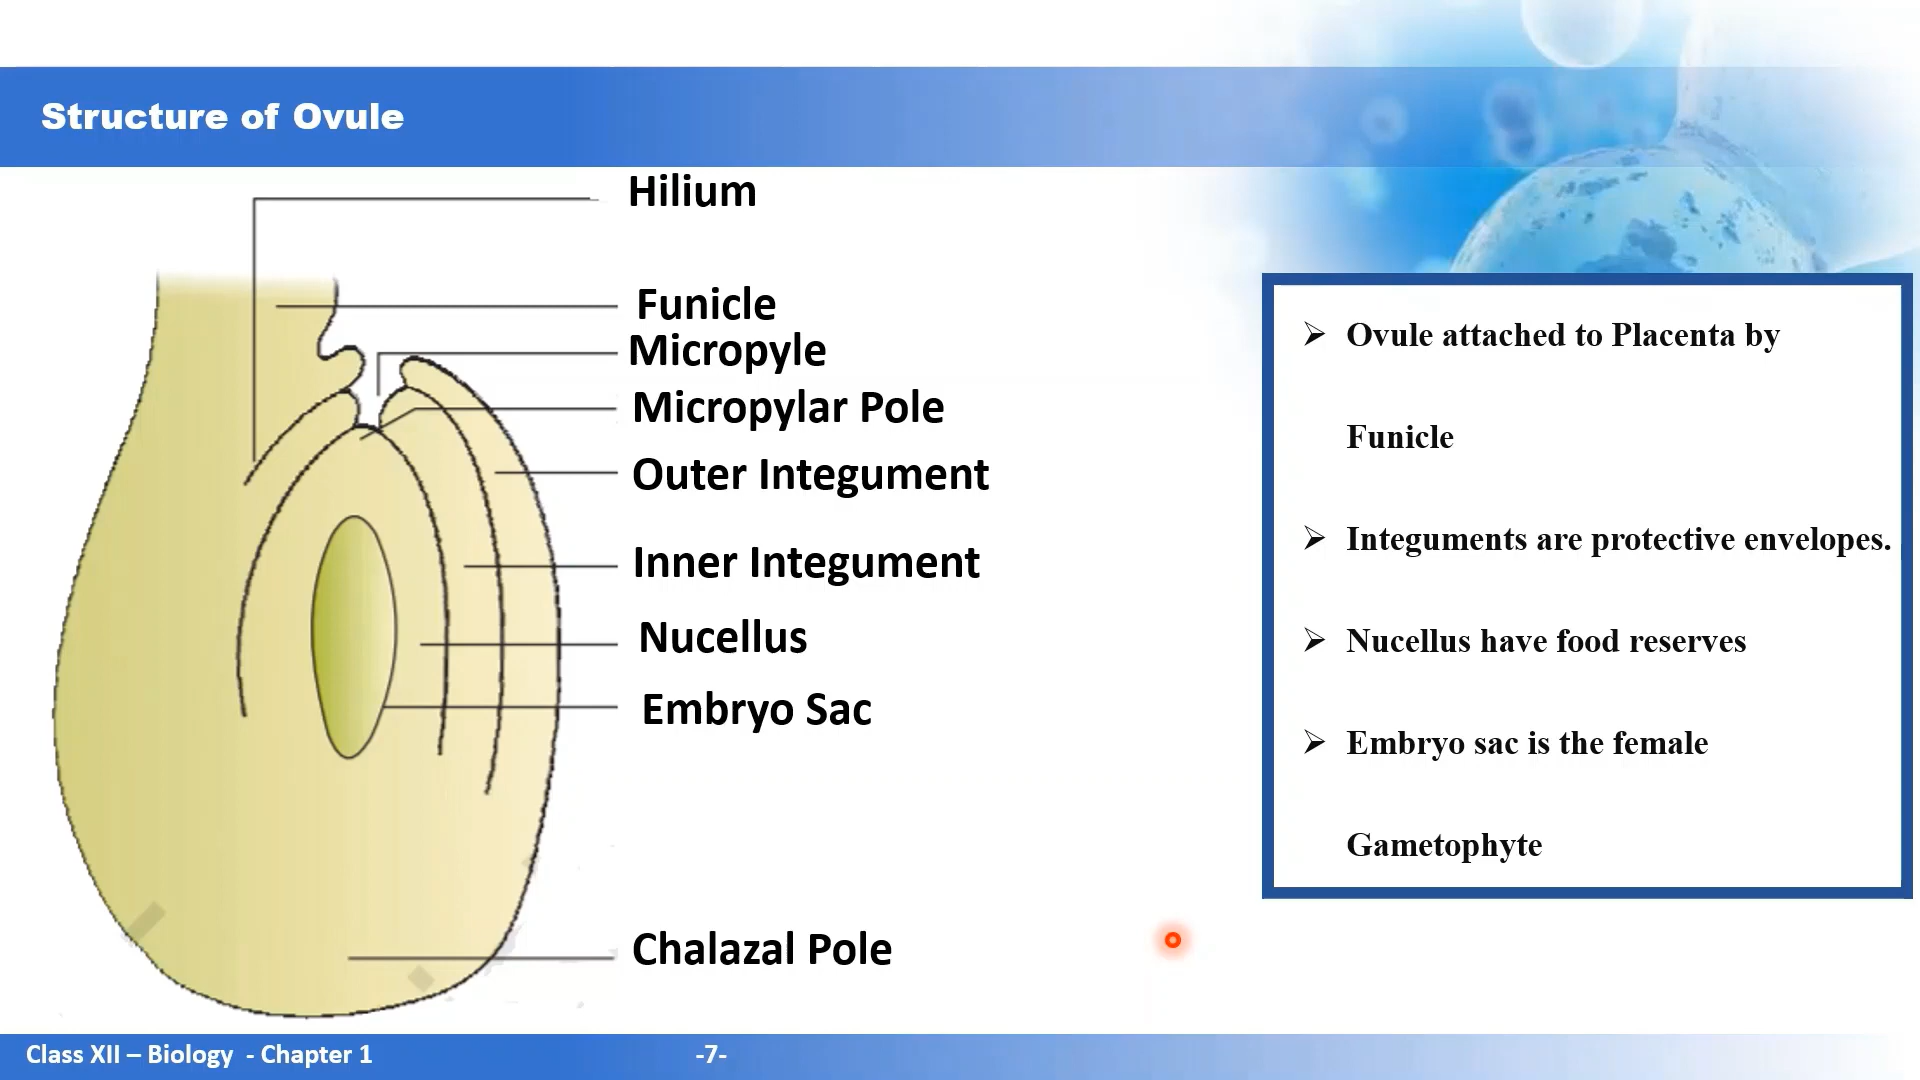 Structure of Ovule
Hilium
Funicle
Micropyle
Micropylar Pole
Outer Integument
Inner Integument
Nucellus
Embryo Sac
Chalazal Pole
➢ Ovule attached to Placenta by
Funicle
➢ Integuments are protective envelopes.
➢ Nucellus have food reserves
➢ Embryo sac is the female
Gametophyte
Class XII – Biology - Chapter 1
-7-